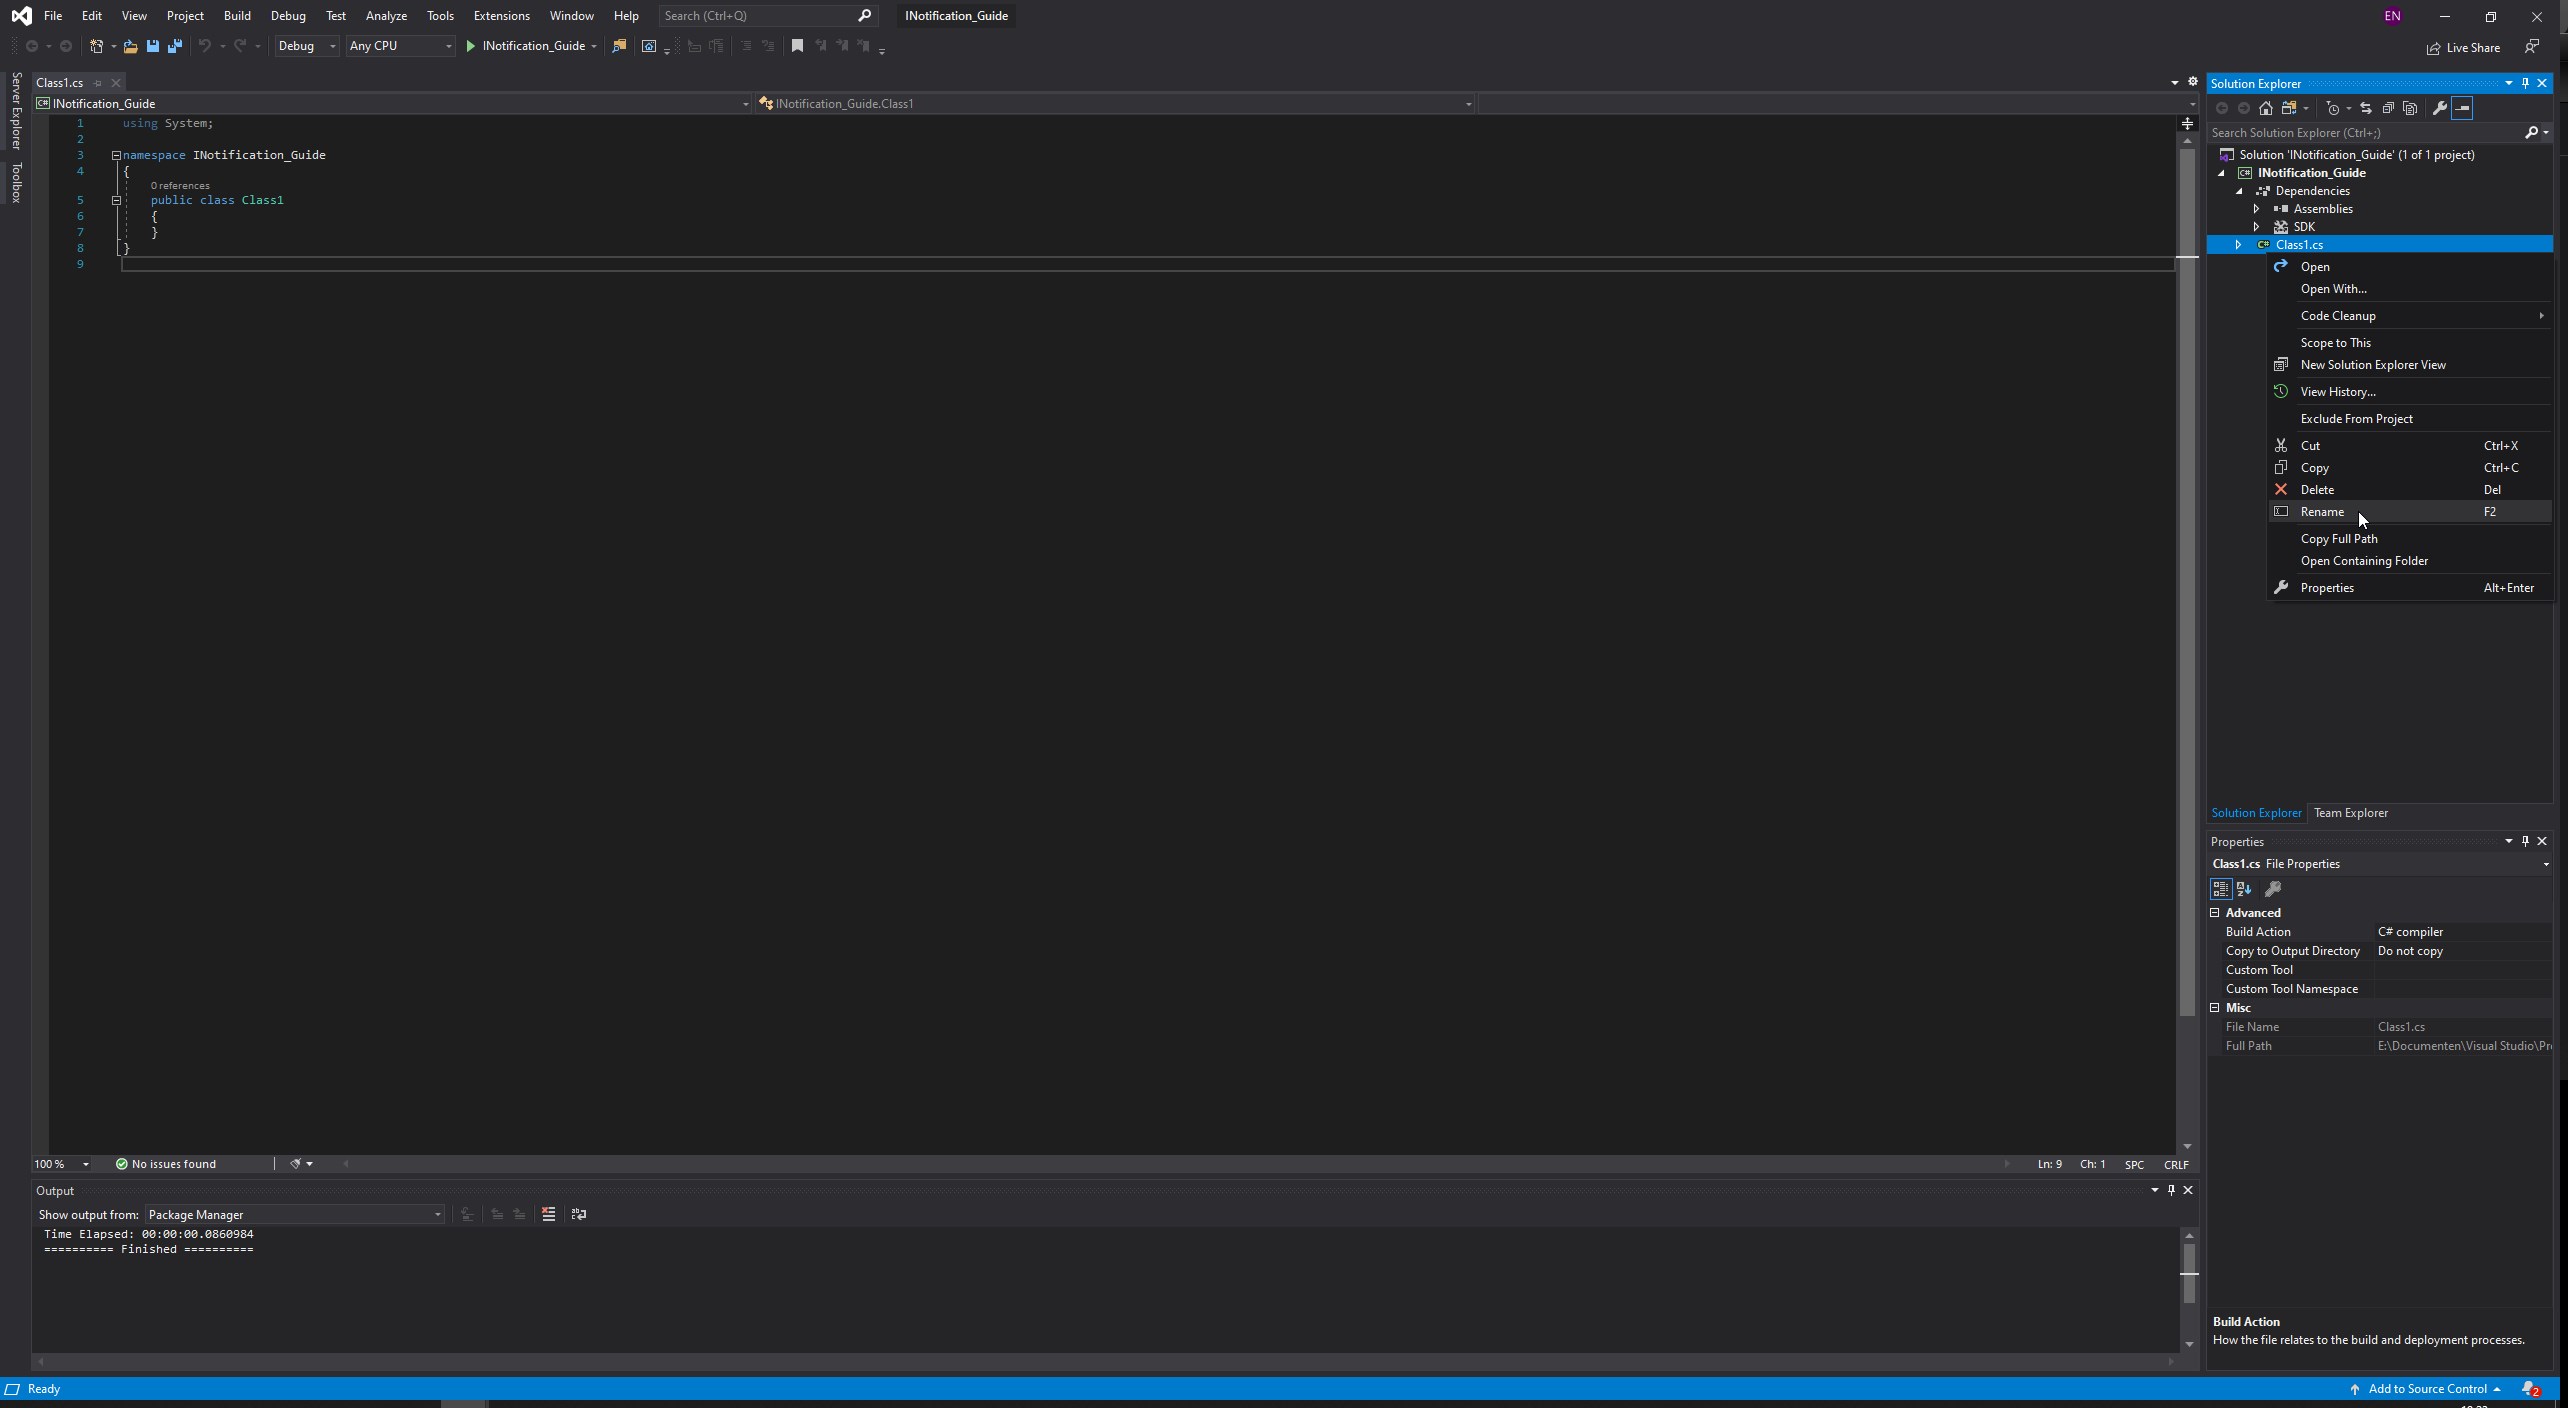 File Edit View Project Build Debug Test Analyze Tools Extensions Window Help Search (Ctrl+Q) INotification_Guide EN
Debug Any CPU INotification_Guide Live Share
Server Explorer
Toolbox
Class1.cs
INotification_Guide INotification_Guide.Class1
1 using System;
2
3 namespace INotification_Guide
4 {
0 references
5 public class Class1
6 {
7 }
8 }
9
100 % No issues found Ln: 9 Ch: 1 SPC CRLF
Output
Show output from: Package Manager
Time Elapsed: 00:00:00.0860984
========== Finished ==========
Solution Explorer
Search Solution Explorer (Ctrl+;)
Solution 'INotification_Guide' (1 of 1 project)
INotification_Guide
Dependencies
Assemblies
SDK
Class1.cs
Open
Open With...
Code Cleanup
Scope to This
New Solution Explorer View
View History...
Exclude From Project
Cut Ctrl+X
Copy Ctrl+C
Delete Del
Rename F2
Copy Full Path
Open Containing Folder
Properties Alt+Enter
Solution Explorer Team Explorer
Properties
Class1.cs File Properties
Advanced
Build Action C# compiler
Copy to Output Directory Do not copy
Custom Tool
Custom Tool Namespace
Misc
File Name Class1.cs
Full Path E:\Documenten\Visual Studio\Pr
Build Action
How the file relates to the build and deployment processes.
Ready Add to Source Control 2